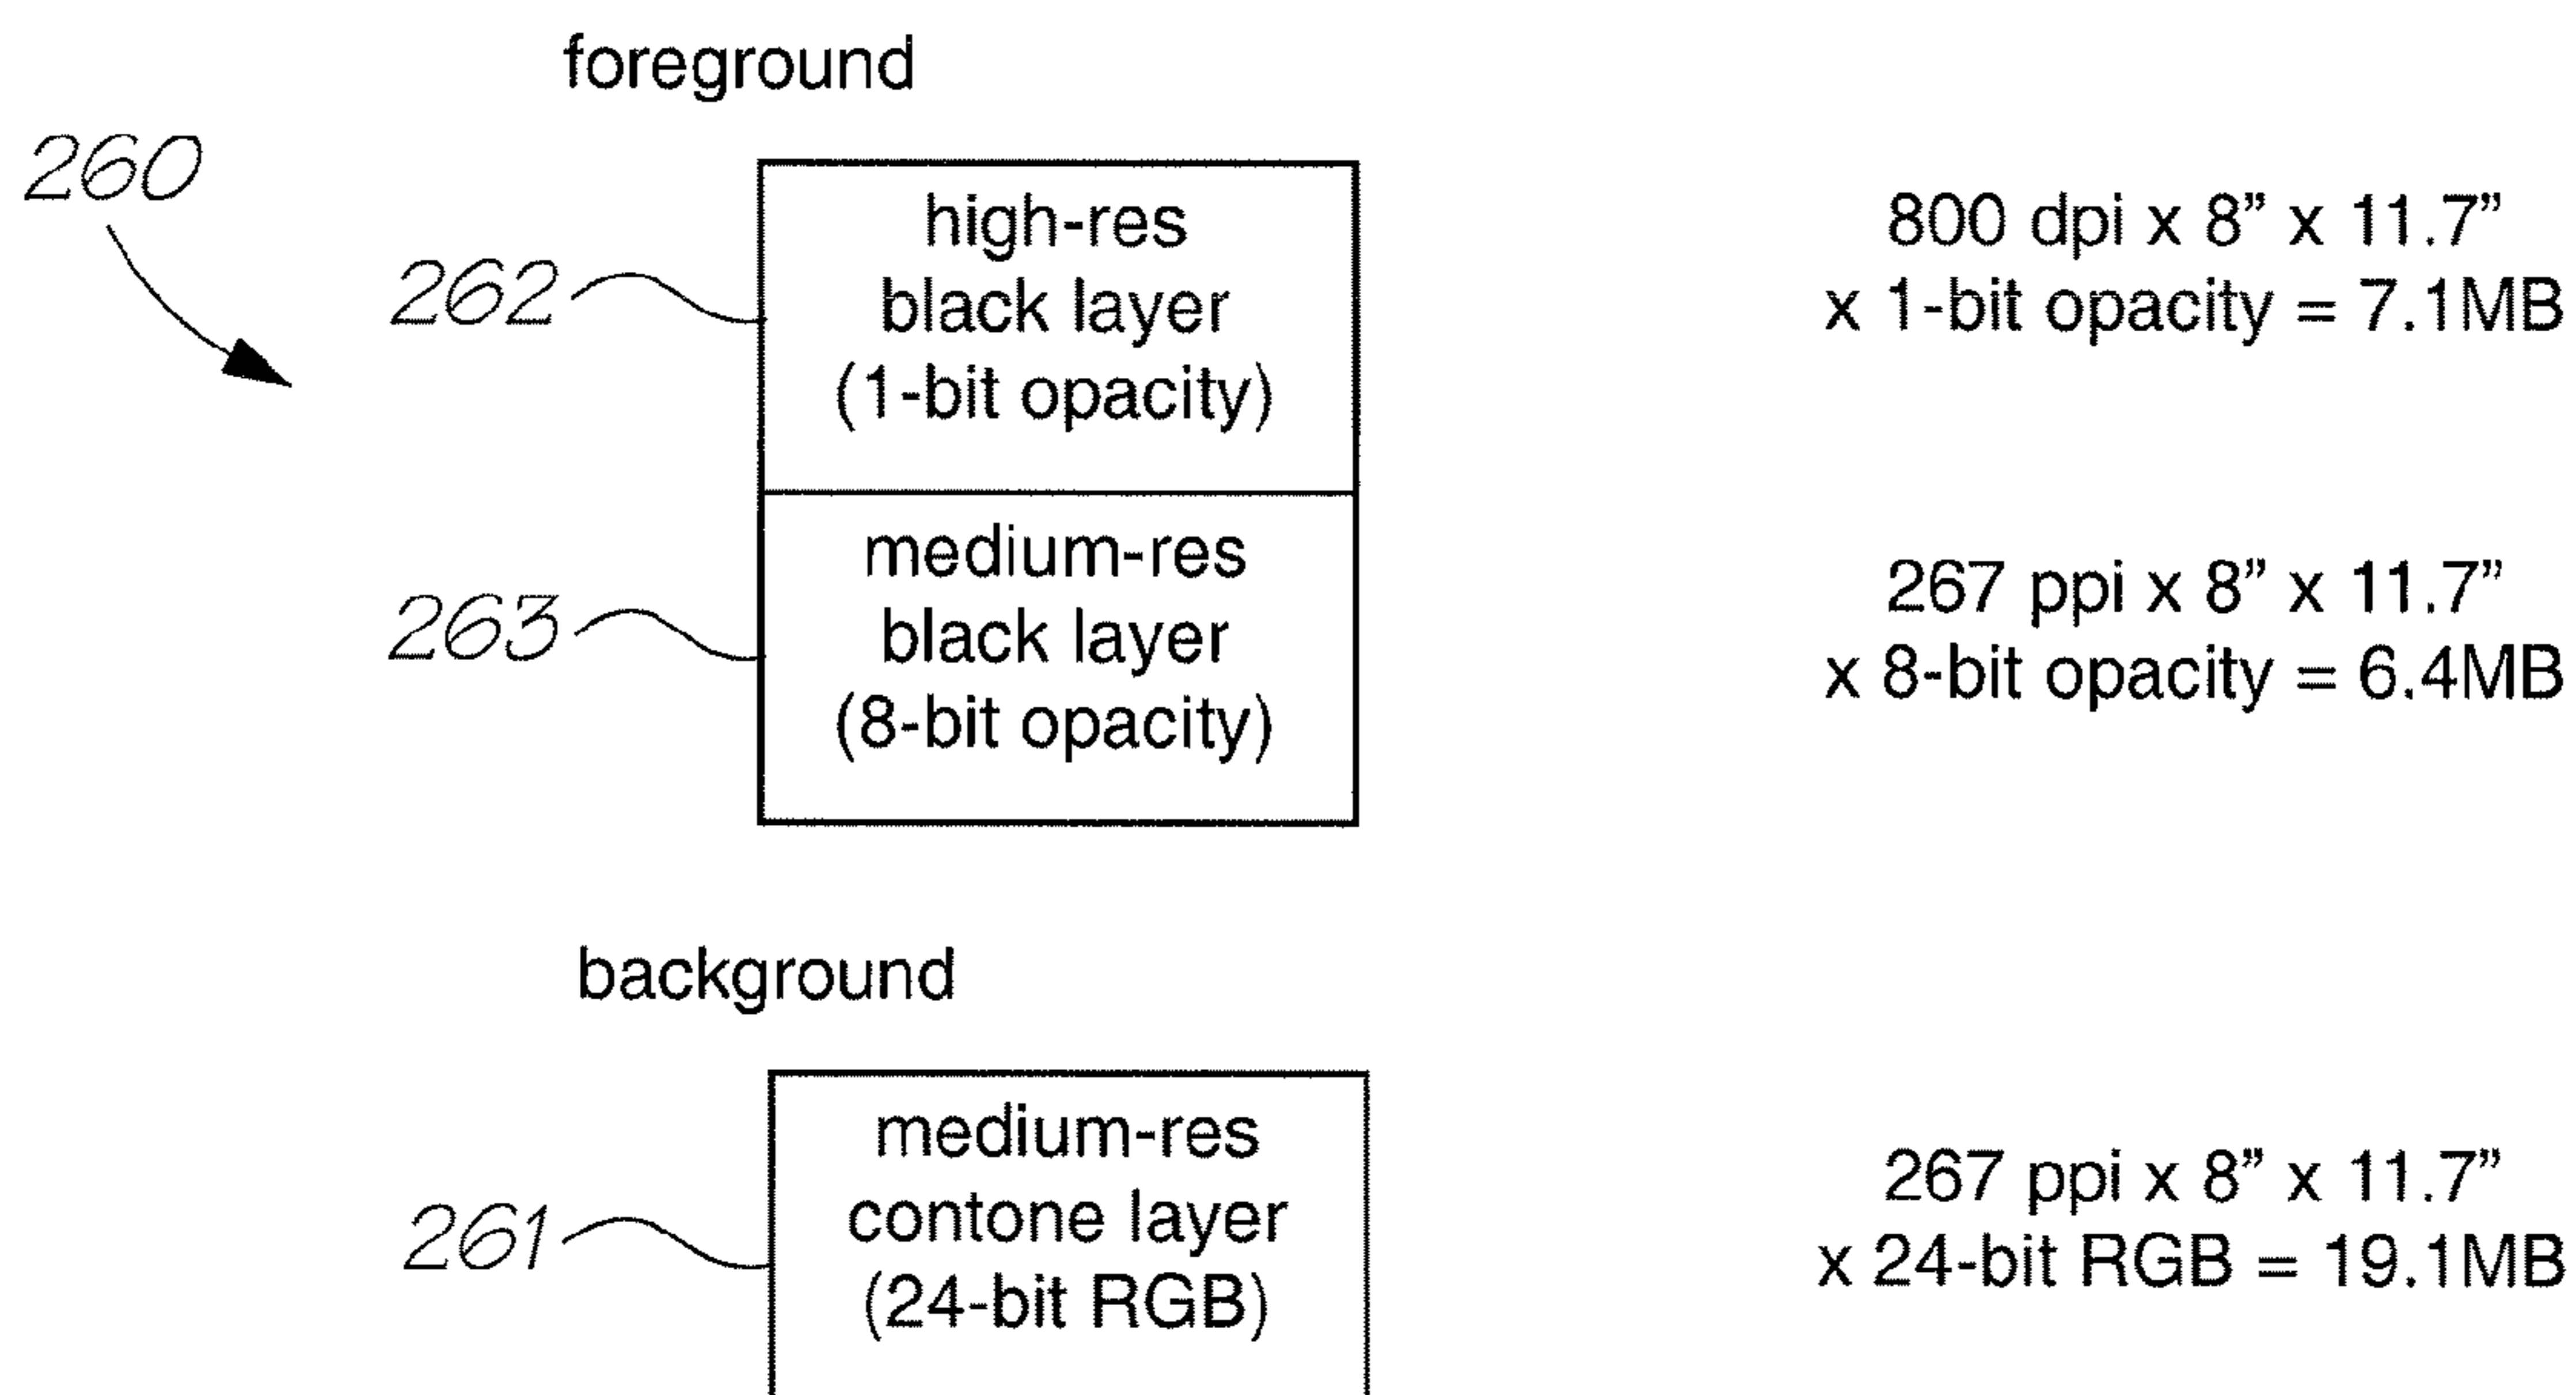 foreground
260
262
high-res
black layer
(1-bit opacity)
800 dpi x 8” x 11.7”
x 1-bit opacity = 7.1MB
263
medium-res
black layer
(8-bit opacity)
267 ppi x 8” x 11.7”
x 8-bit opacity = 6.4MB
background
261
medium-res
contone layer
(24-bit RGB)
267 ppi x 8” x 11.7”
x 24-bit RGB = 19.1MB